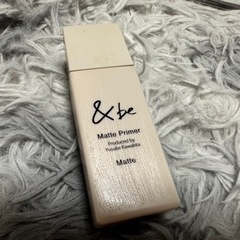 &be
Matte Primer
Produced by
Yusuke Kawakita
Matte